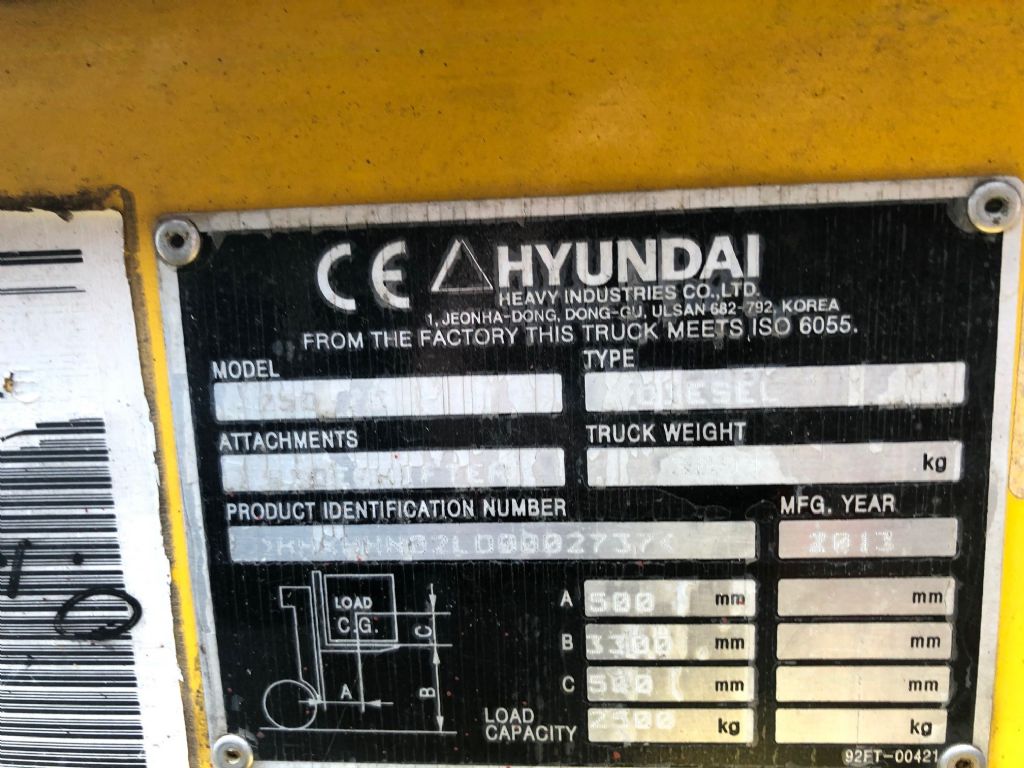 CE HYUNDAI
HEAVY INDUSTRIES CO.,LTD.
1, JEONHA-DONG, DONG-GU, ULSAN 682-792, KOREA
FROM THE FACTORY THIS TRUCK MEETS ISO 6055.
MODEL
TYPE
DIESEL
ATTACHMENTS
TRUCK WEIGHT
kg
PRODUCT IDENTIFICATION NUMBER
MFG. YEAR
2013
LOAD
C.G.
C
A
B
A 500 mm mm
B 3300 mm mm
C 500 mm mm
LOAD
CAPACITY
2500 kg kg
92FT-00421